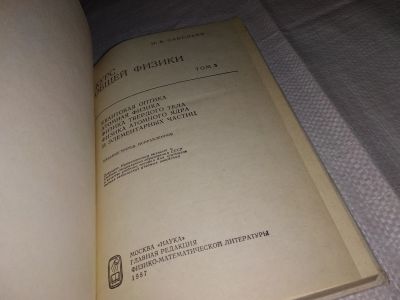 И. В. САВЕЛЬЕВ
КУРС
ОБЩЕЙ ФИЗИКИ
ТОМ 3
КВАНТОВАЯ ОПТИКА
АТОМНАЯ ФИЗИКА
ФИЗИКА ТВЕРДОГО ТЕЛА
ФИЗИКА АТОМНОГО ЯДРА
И ЭЛЕМЕНТАРНЫХ ЧАСТИЦ
МОСКВА «НАУКА»
ГЛАВНАЯ РЕДАКЦИЯ
ФИЗИКО-МАТЕМАТИЧЕСКОЙ ЛИТЕРАТУРЫ
1987